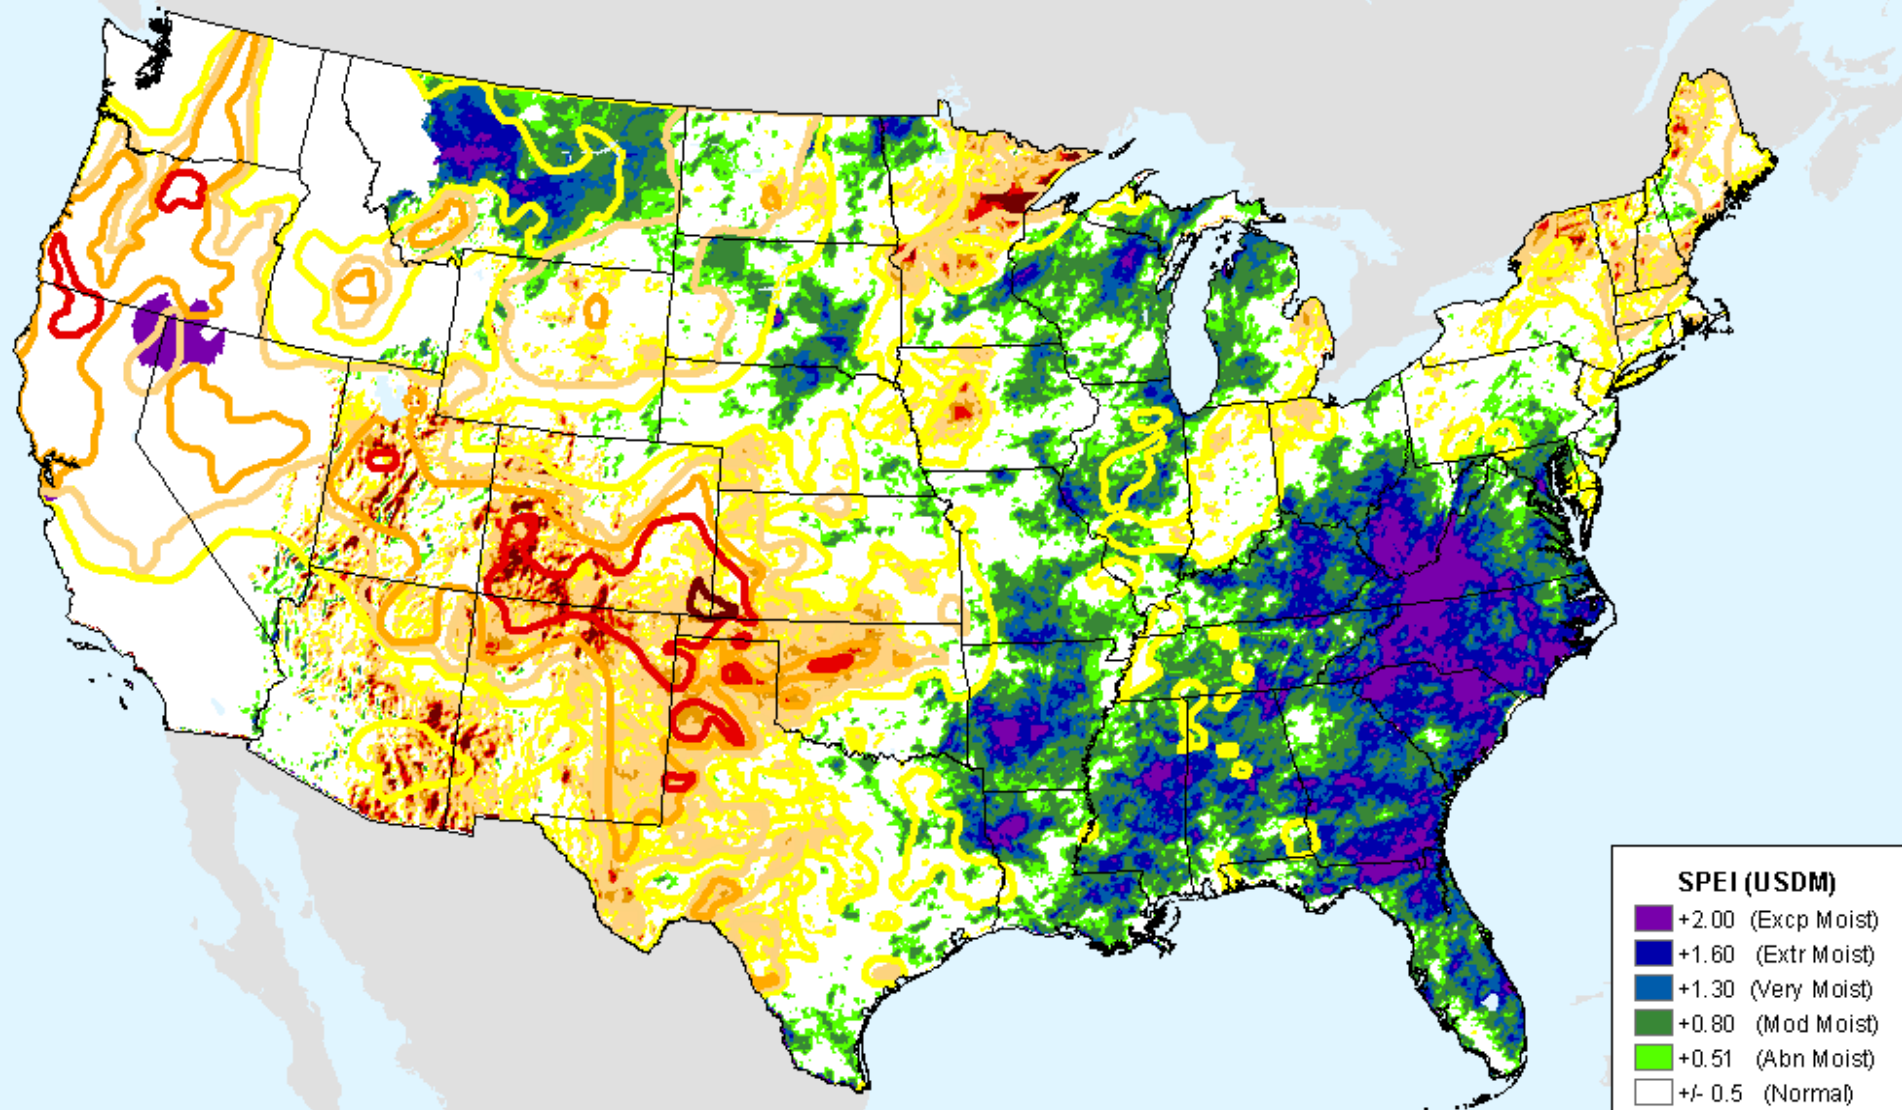 SPEI (USDM)
+2.00 (Excp Moist)
+1.60 (Extr Moist)
+1.30 (Very Moist)
+0.80 (Mod Moist)
+0.51 (Abn Moist)
+/- 0.5 (Normal)